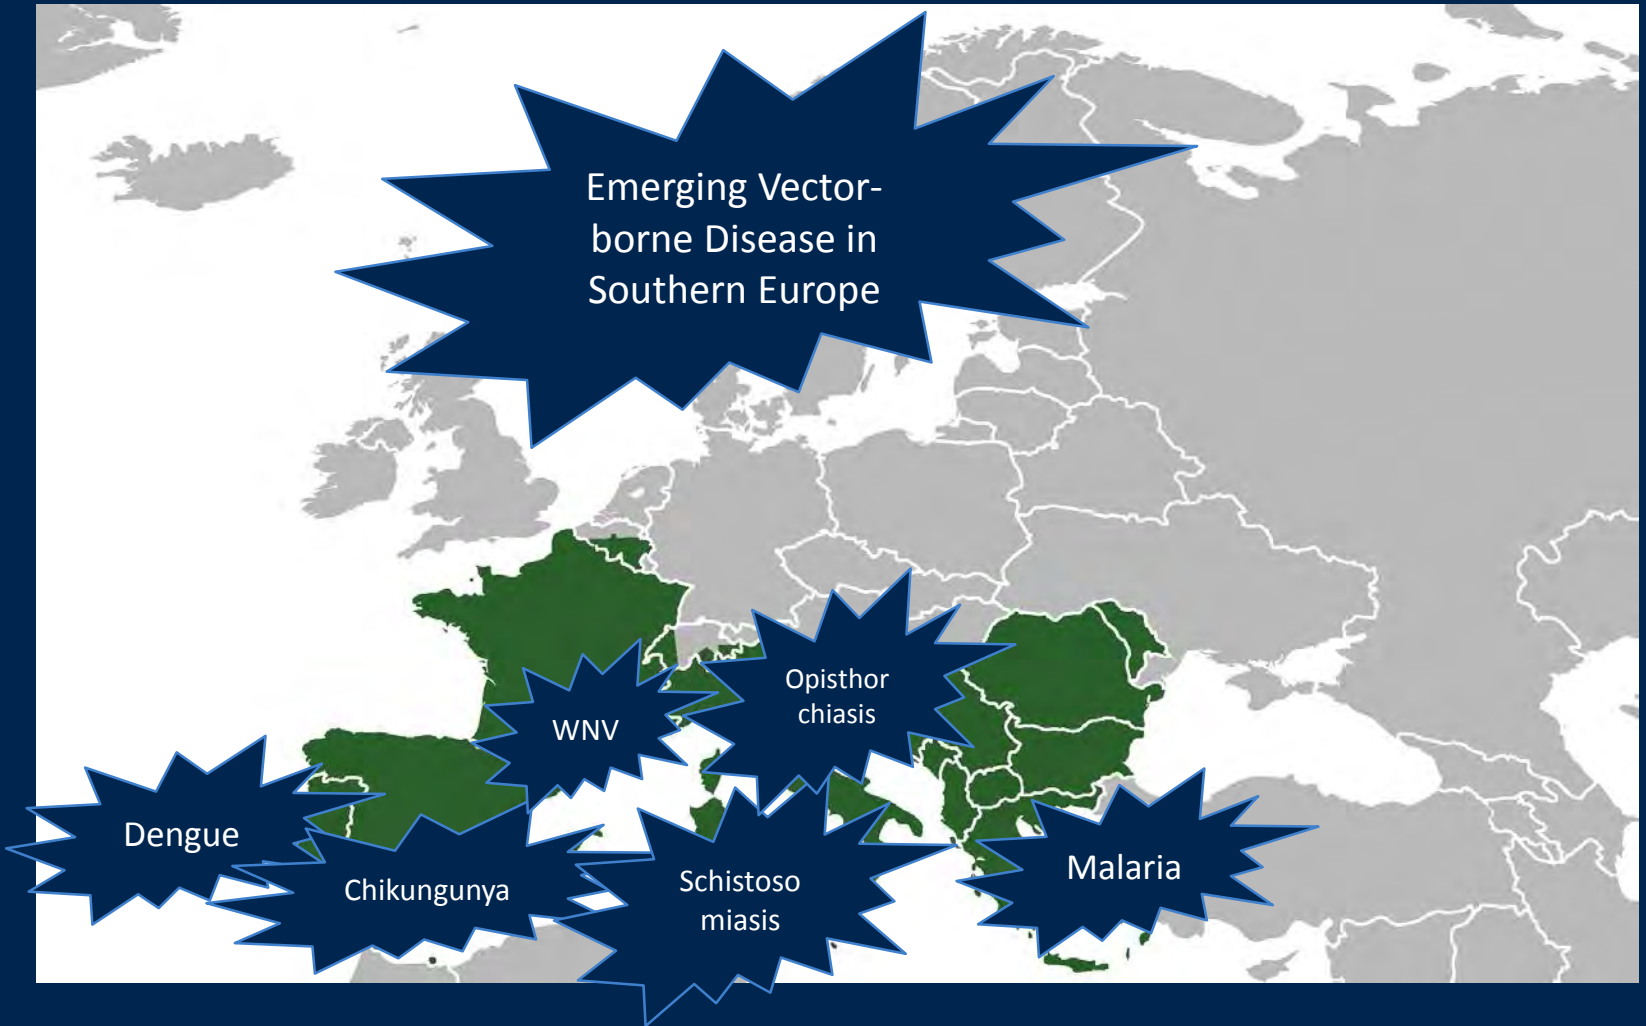 Emerging Vector-
borne Disease in
Southern Europe
Opisthor
chiasis
WNV
Dengue
Chikungunya
Schistoso
miasis
Malaria